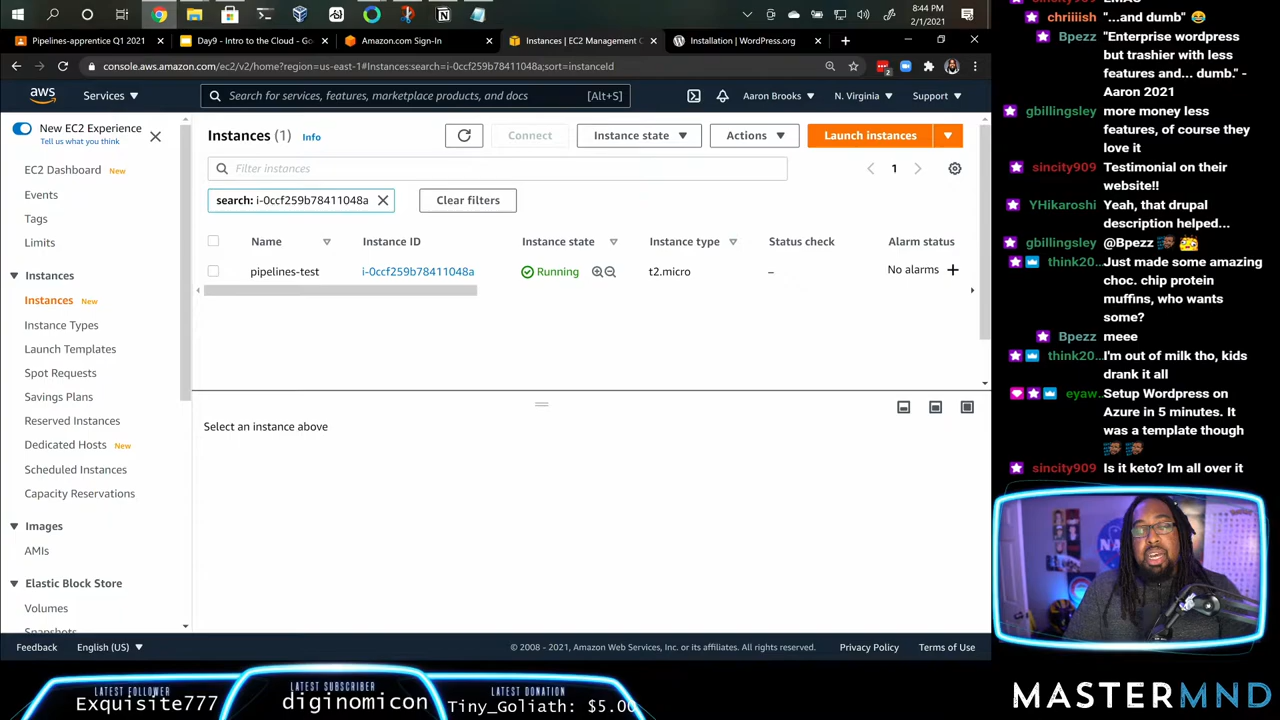 8:44 PM
2/1/2021
Pipelines-apprentice Q1 2021
Day9 - Intro to the Cloud - Go
Amazon.com Sign-In
Instances | EC2 Management C
Installation | WordPress.org
console.aws.amazon.com/ec2/v2/home?region=us-east-1#Instances:search=i-0ccf259b78411048a;sort=instanceId
2
aws
Services
Search for services, features, marketplace products, and docs
[Alt+S]
Aaron Brooks
N. Virginia
Support
New EC2 Experience
Tell us what you think
EC2 Dashboard New
Events
Tags
Limits
Instances
Instances New
Instance Types
Launch Templates
Spot Requests
Savings Plans
Reserved Instances
Dedicated Hosts New
Scheduled Instances
Capacity Reservations
Images
AMIs
Elastic Block Store
Volumes
Snapshots
Instances (1) Info
Connect
Instance state
Actions
Launch instances
Filter instances
1
search: i-0ccf259b78411048a
Clear filters
Name Instance ID Instance state Instance type Status check Alarm status
pipelines-test i-0ccf259b78411048a Running t2.micro – No alarms
Select an instance above
Feedback
English (US)
© 2008 - 2021, Amazon Web Services, Inc. or its affiliates. All rights reserved.
Privacy Policy
Terms of Use
chriiiish "...and dumb"
Bpezz "Enterprise wordpress
but trashier with less
features and... dumb." -
Aaron 2021
gbillingsley more money less
features, of course they
love it
sincity909 Testimonial on their
website!!
YHikaroshi Yeah, that drupal
description helped...
gbillingsley @Bpezz
think20... Just made some amazing
choc. chip protein
muffins, who wants
some?
Bpezz meee
think20... I'm out of milk tho, kids
drank it all
eyaw... Setup Wordpress on
Azure in 5 minutes. It
was a template though
sincity909 Is it keto? Im all over it
NASA
LATEST FOLLOWER
Exquisite777
LATEST SUBSCRIBER
diginomicon
LATEST DONATION
Tiny_Goliath: $5.00
MASTERMND